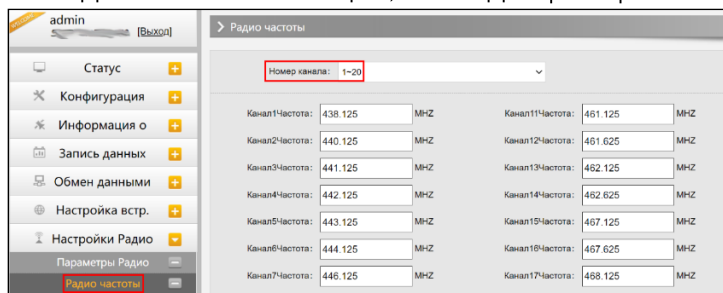 admin
[Выход]
Статус
Конфигурация
Информация о
Запись данных
Обмен данными
Настройка встр.
Настройки Радио
Параметры Радио
Радио частоты
Радио частоты
Номер канала: 1~20
Канал1Частота: 438.125 MHZ Канал11Частота: 461.125 MHZ
Канал2Частота: 440.125 MHZ Канал12Частота: 461.625 MHZ
Канал3Частота: 441.125 MHZ Канал13Частота: 462.125 MHZ
Канал4Частота: 442.125 MHZ Канал14Частота: 462.625 MHZ
Канал5Частота: 443.125 MHZ Канал15Частота: 467.125 MHZ
Канал6Частота: 444.125 MHZ Канал16Частота: 467.625 MHZ
Канал7Частота: 446.125 MHZ Канал17Частота: 468.125 MHZ